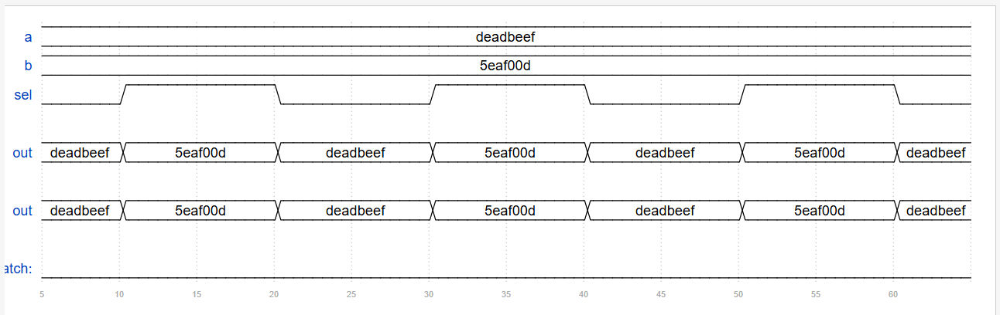 a deadbeef
b 5eaf00d
sel
out deadbeef 5eaf00d deadbeef 5eaf00d deadbeef 5eaf00d deadbeef
out deadbeef 5eaf00d deadbeef 5eaf00d deadbeef 5eaf00d deadbeef
atch:
5 10 15 20 25 30 35 40 45 50 55 60